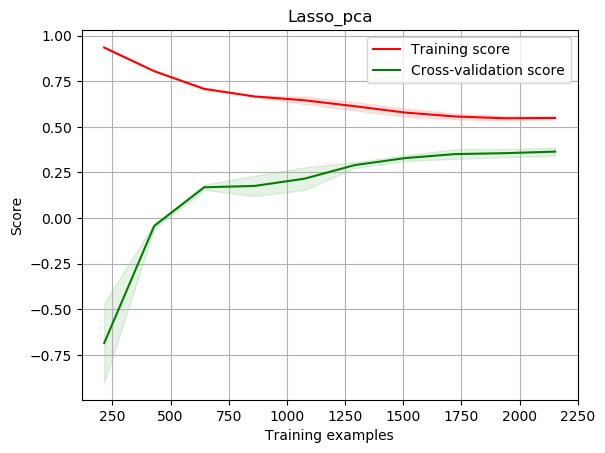 Lasso_pca
1.00
0.75
0.50
0.25
0.00
−0.25
−0.50
−0.75
Score
Training score
Cross-validation score
250 500 750 1000 1250 1500 1750 2000 2250
Training examples